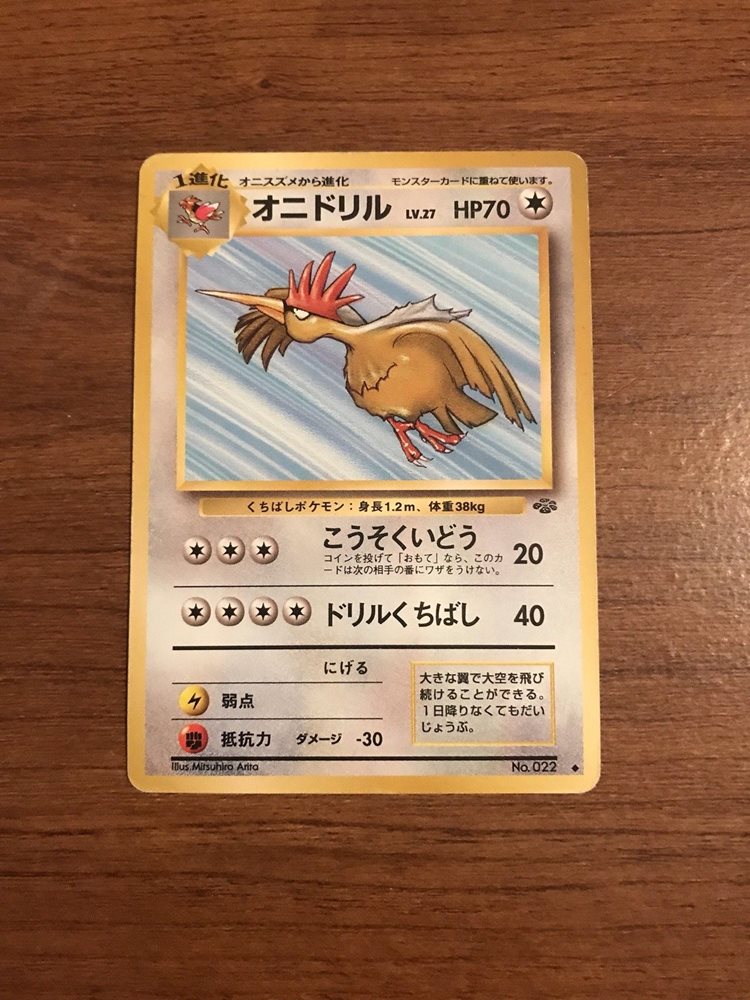 1進化 オニスズメから進化 モンスターカードに重ねて使います。
オニドリル LV.27 HP70
くちばしポケモン：身長1.2m、体重38kg
こうそくいどう 20
コインを投げて「おもて」なら、このカ
ードは次の相手の番にワザをうけない。
ドリルくちばし 40
にげる
弱点
抵抗力 ダメージ -30
大きな翼で大空を飛び
続けることができる。
1日降りなくてもだい
じょうぶ。
Illus.Mitsuhiro Arita No. 022